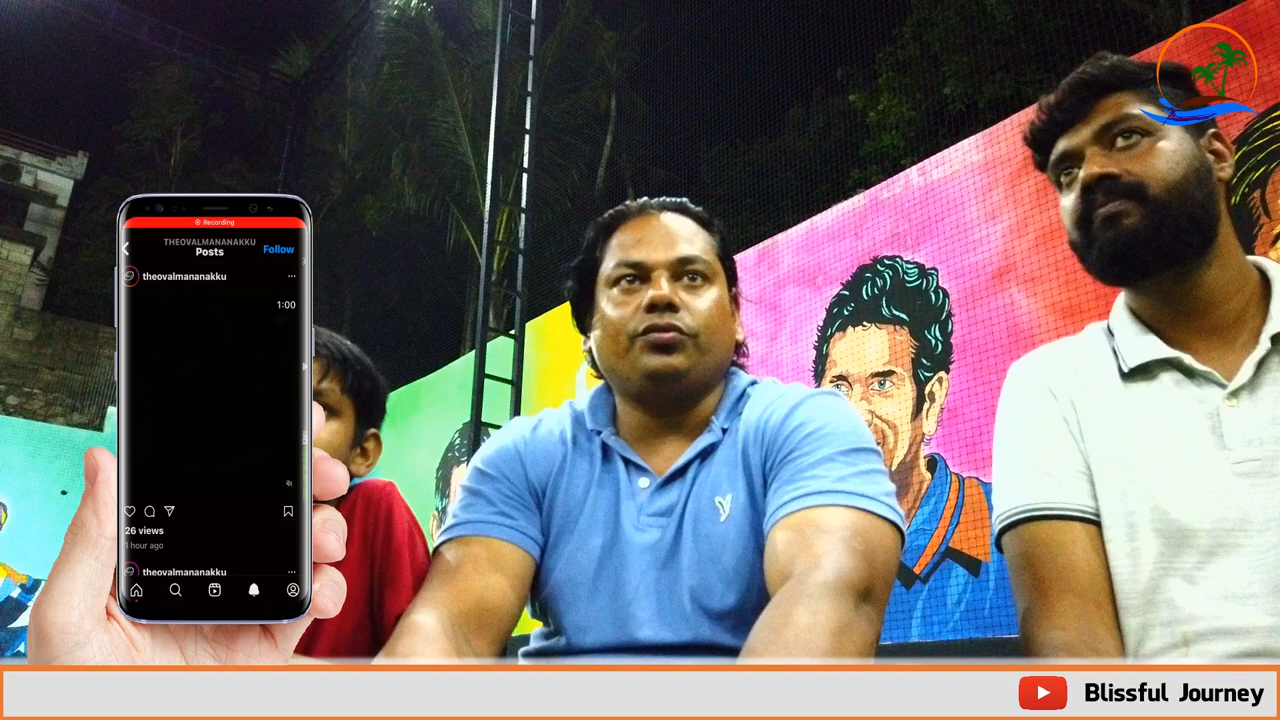 Recording
THEOVALMANANAKKU
Posts
Follow
theovalmananakku
1:00
26 views
1 hour ago
theovalmananakku
Blissful Journey